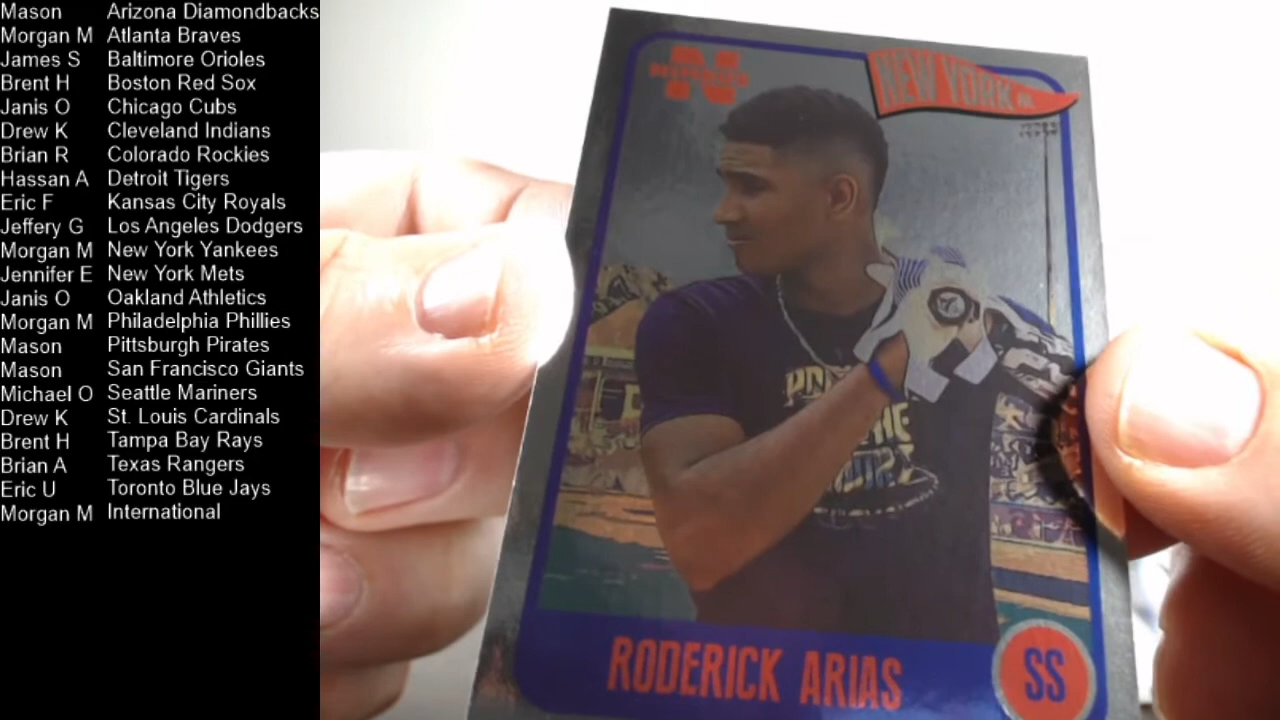 Mason Arizona Diamondbacks
Morgan M Atlanta Braves
James S Baltimore Orioles
Brent H Boston Red Sox
Janis O Chicago Cubs
Drew K Cleveland Indians
Brian R Colorado Rockies
Hassan A Detroit Tigers
Eric F Kansas City Royals
Jeffery G Los Angeles Dodgers
Morgan M New York Yankees
Jennifer E New York Mets
Janis O Oakland Athletics
Morgan M Philadelphia Phillies
Mason Pittsburgh Pirates
Mason San Francisco Giants
Michael O Seattle Mariners
Drew K St. Louis Cardinals
Brent H Tampa Bay Rays
Brian A Texas Rangers
Eric U Toronto Blue Jays
Morgan M International
NEW YORK
N
RODERICK ARIAS
SS